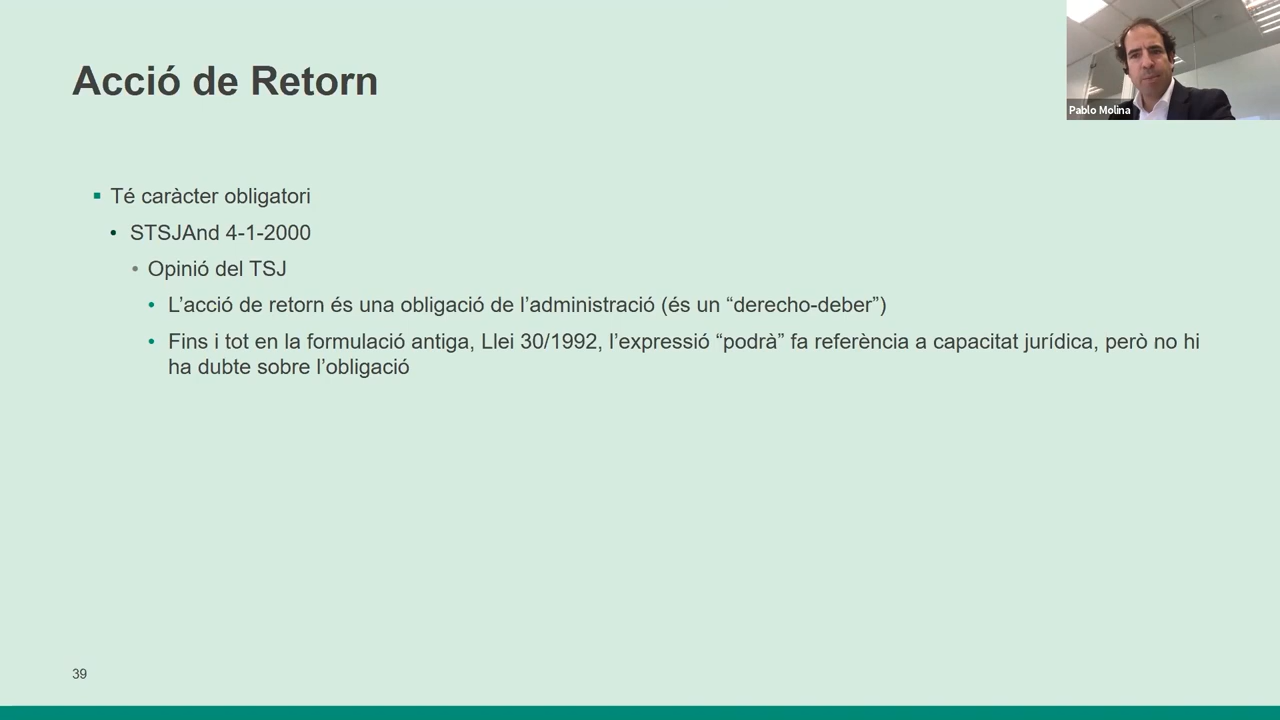 Acció de Retorn
Pablo Molina
Té caràcter obligatori
STSJAnd 4-1-2000
Opinió del TSJ
L’acció de retorn és una obligació de l’administració (és un “derecho-deber”)
Fins i tot en la formulació antiga, Llei 30/1992, l’expressió “podrà” fa referència a capacitat jurídica, però no hi
ha dubte sobre l’obligació
39